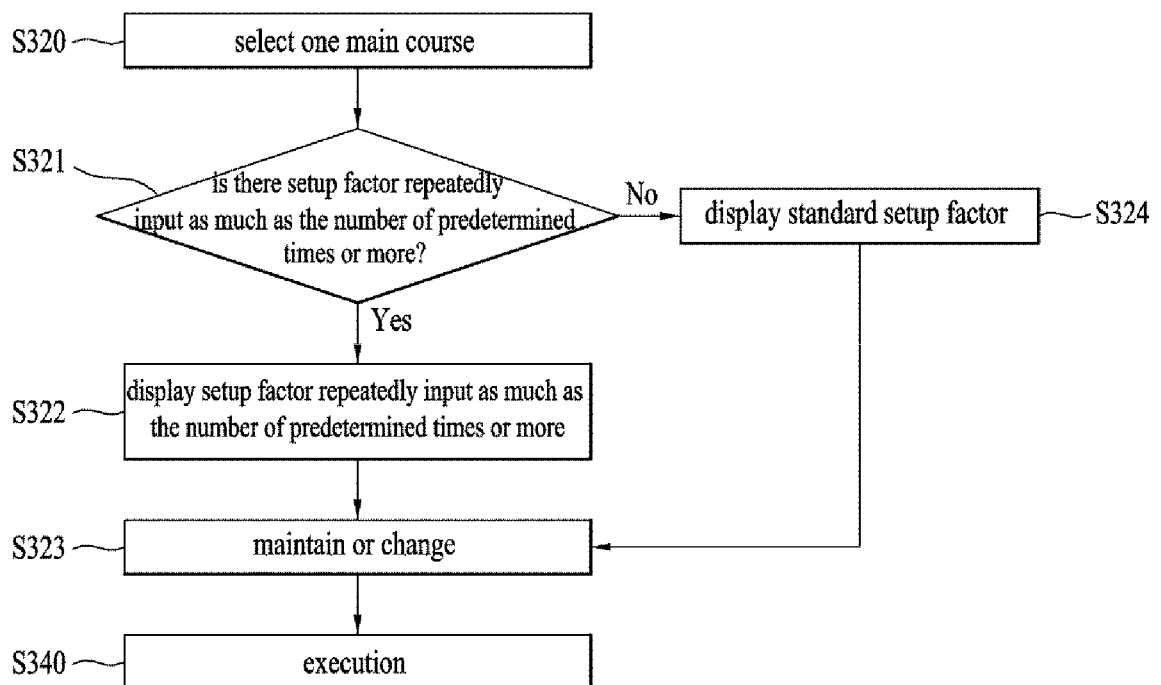 S320
select one main course
S321
is there setup factor repeatedly
input as much as the number of predetermined
times or more?
No
display standard setup factor
S324
Yes
S322
display setup factor repeatedly input as much as
the number of predetermined times or more
S323
maintain or change
S340
execution